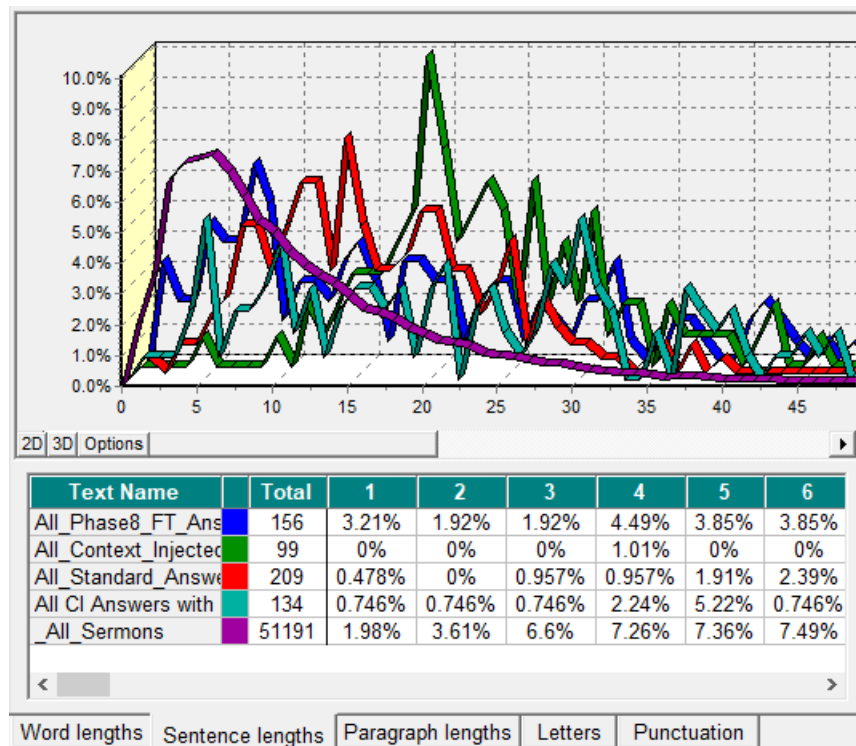 10.0%
9.0%
8.0%
7.0%
6.0%
5.0%
4.0%
3.0%
2.0%
1.0%
0.0%
0 5 10 15 20 25 30 35 40 45
2D 3D Options
Text Name Total 1 2 3 4 5 6
All_Phase8_FT_Ans 156 3.21% 1.92% 1.92% 4.49% 3.85% 3.85%
All_Context_Injected 99 0% 0% 0% 1.01% 0% 0%
All_Standard_Answe 209 0.478% 0% 0.957% 0.957% 1.91% 2.39%
All CI Answers with 134 0.746% 0.746% 0.746% 2.24% 5.22% 0.746%
_All_Sermons 51191 1.98% 3.61% 6.6% 7.26% 7.36% 7.49%
Word lengths Sentence lengths Paragraph lengths Letters Punctuation